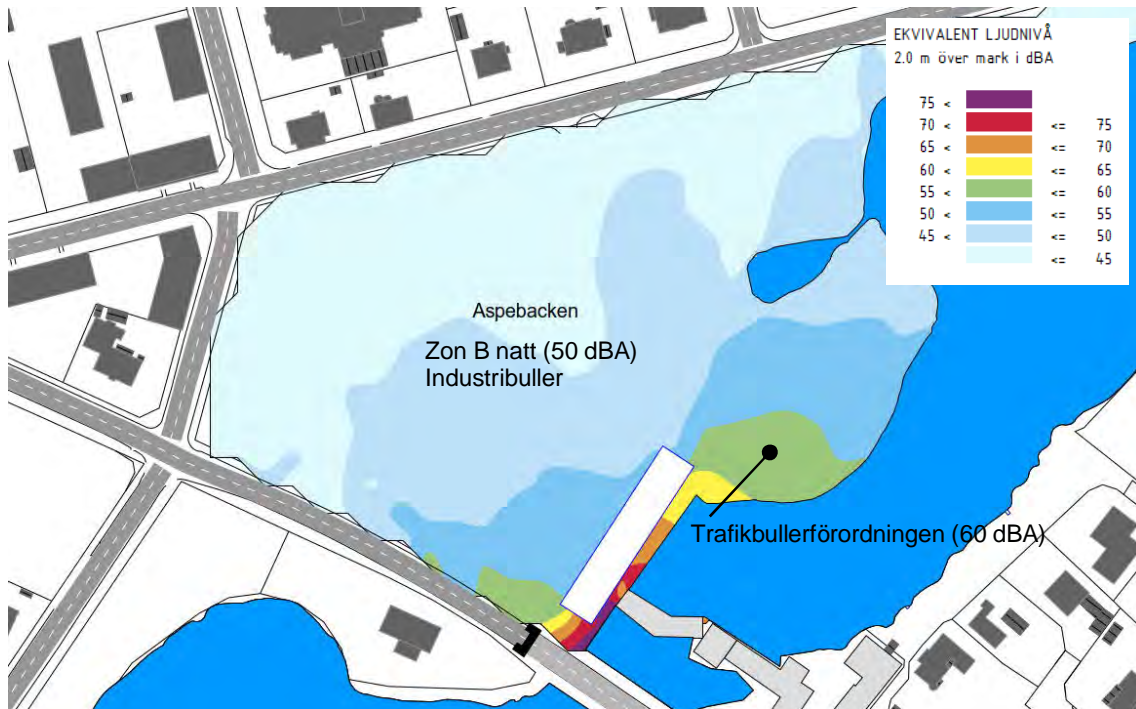 EKVIVALENT LJUDNIVÅ
2.0 m över mark i dBA
75 <
70 < <= 75
65 < <= 70
60 < <= 65
55 < <= 60
50 < <= 55
45 < <= 50
<= 45
Aspebacken
Zon B natt (50 dBA)
Industribuller
Trafikbullerförordningen (60 dBA)